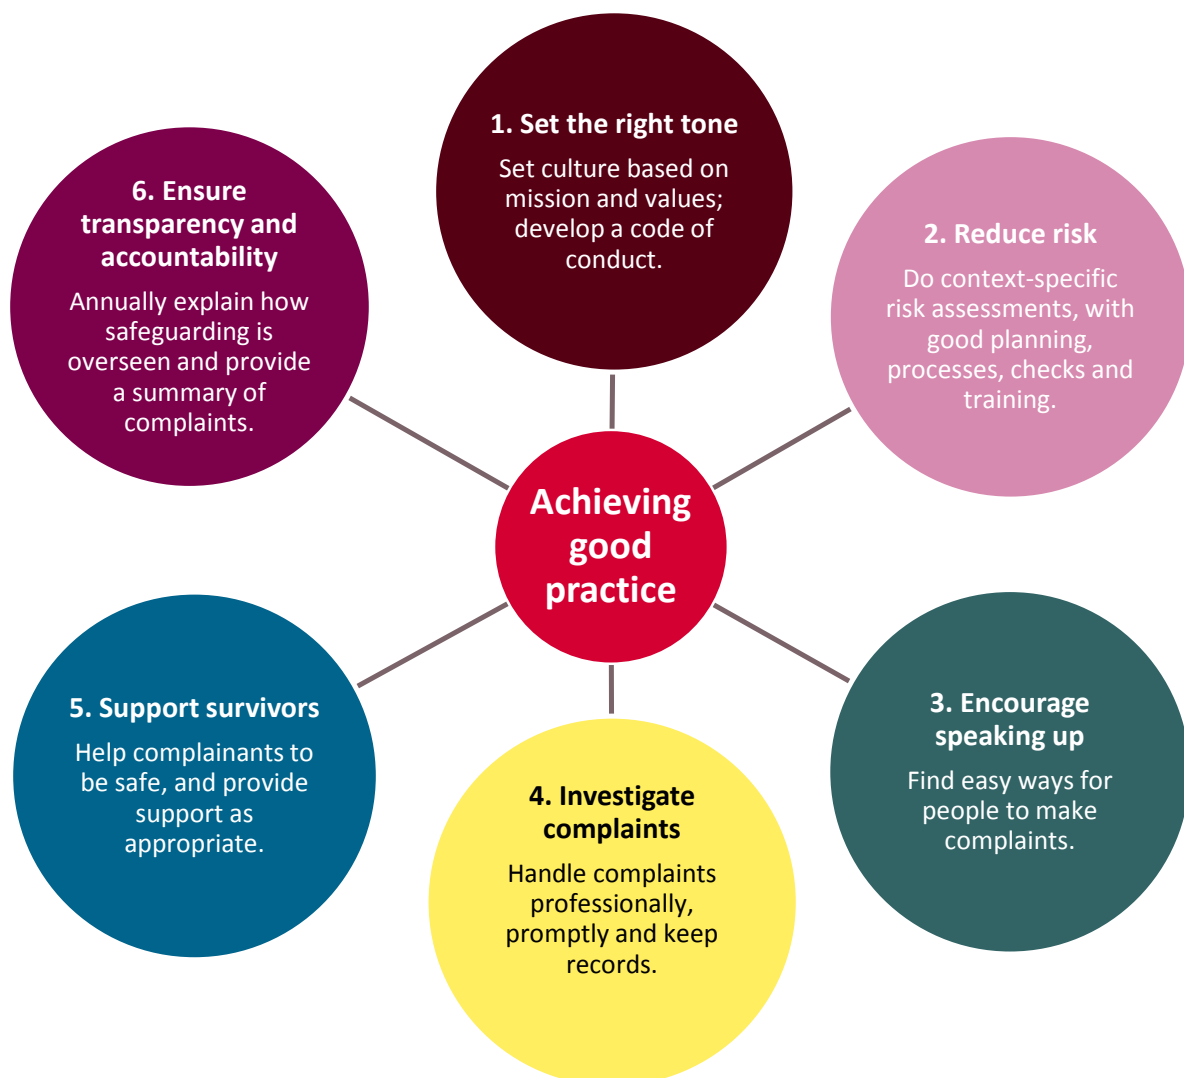 1. Set the right tone
Set culture based on
mission and values;
develop a code of
conduct.
2. Reduce risk
Do context-specific
risk assessments, with
good planning,
processes, checks and
training.
3. Encourage
speaking up
Find easy ways for
people to make
complaints.
4. Investigate
complaints
Handle complaints
professionally,
promptly and keep
records.
5. Support survivors
Help complainants to
be safe, and provide
support as
appropriate.
6. Ensure
transparency and
accountability
Annually explain how
safeguarding is
overseen and provide
a summary of
complaints.
Achieving
good
practice